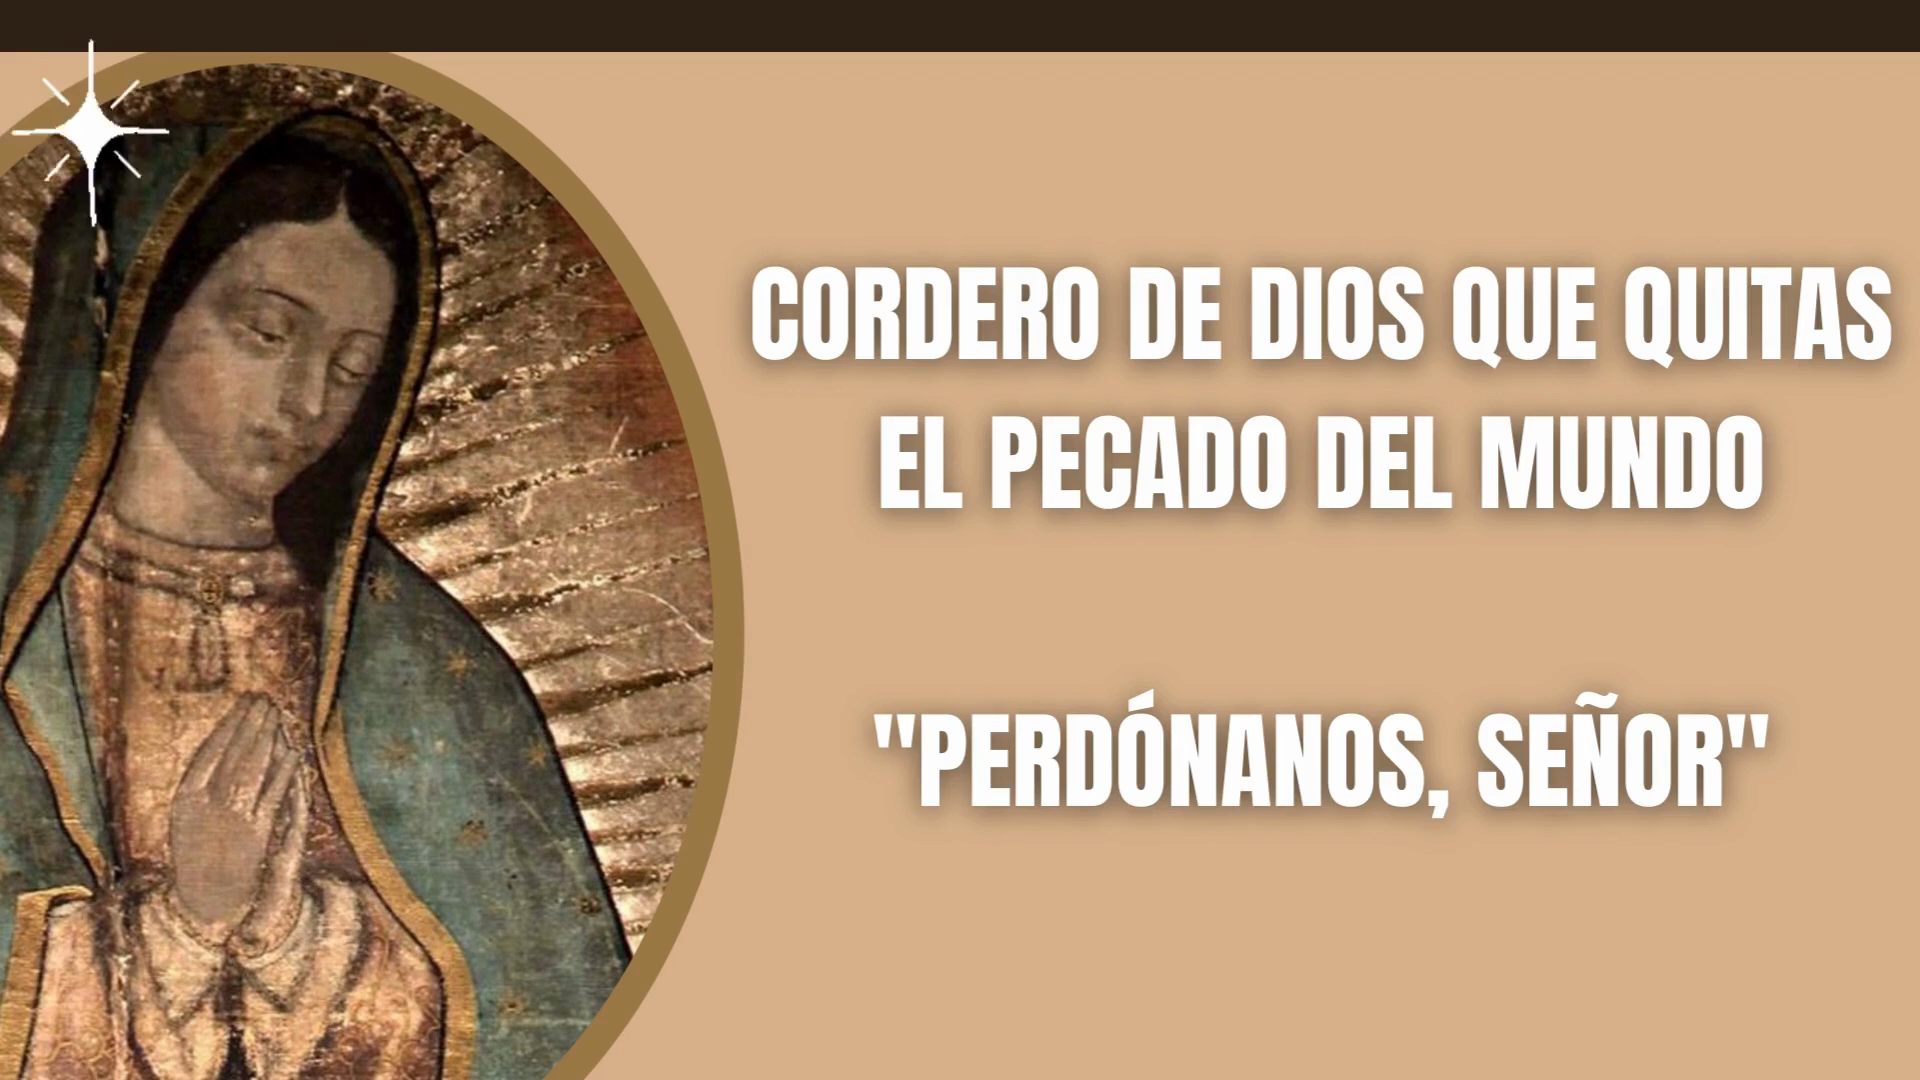 CORDERO DE DIOS QUE QUITAS
EL PECADO DEL MUNDO
"PERDÓNANOS, SEÑOR"